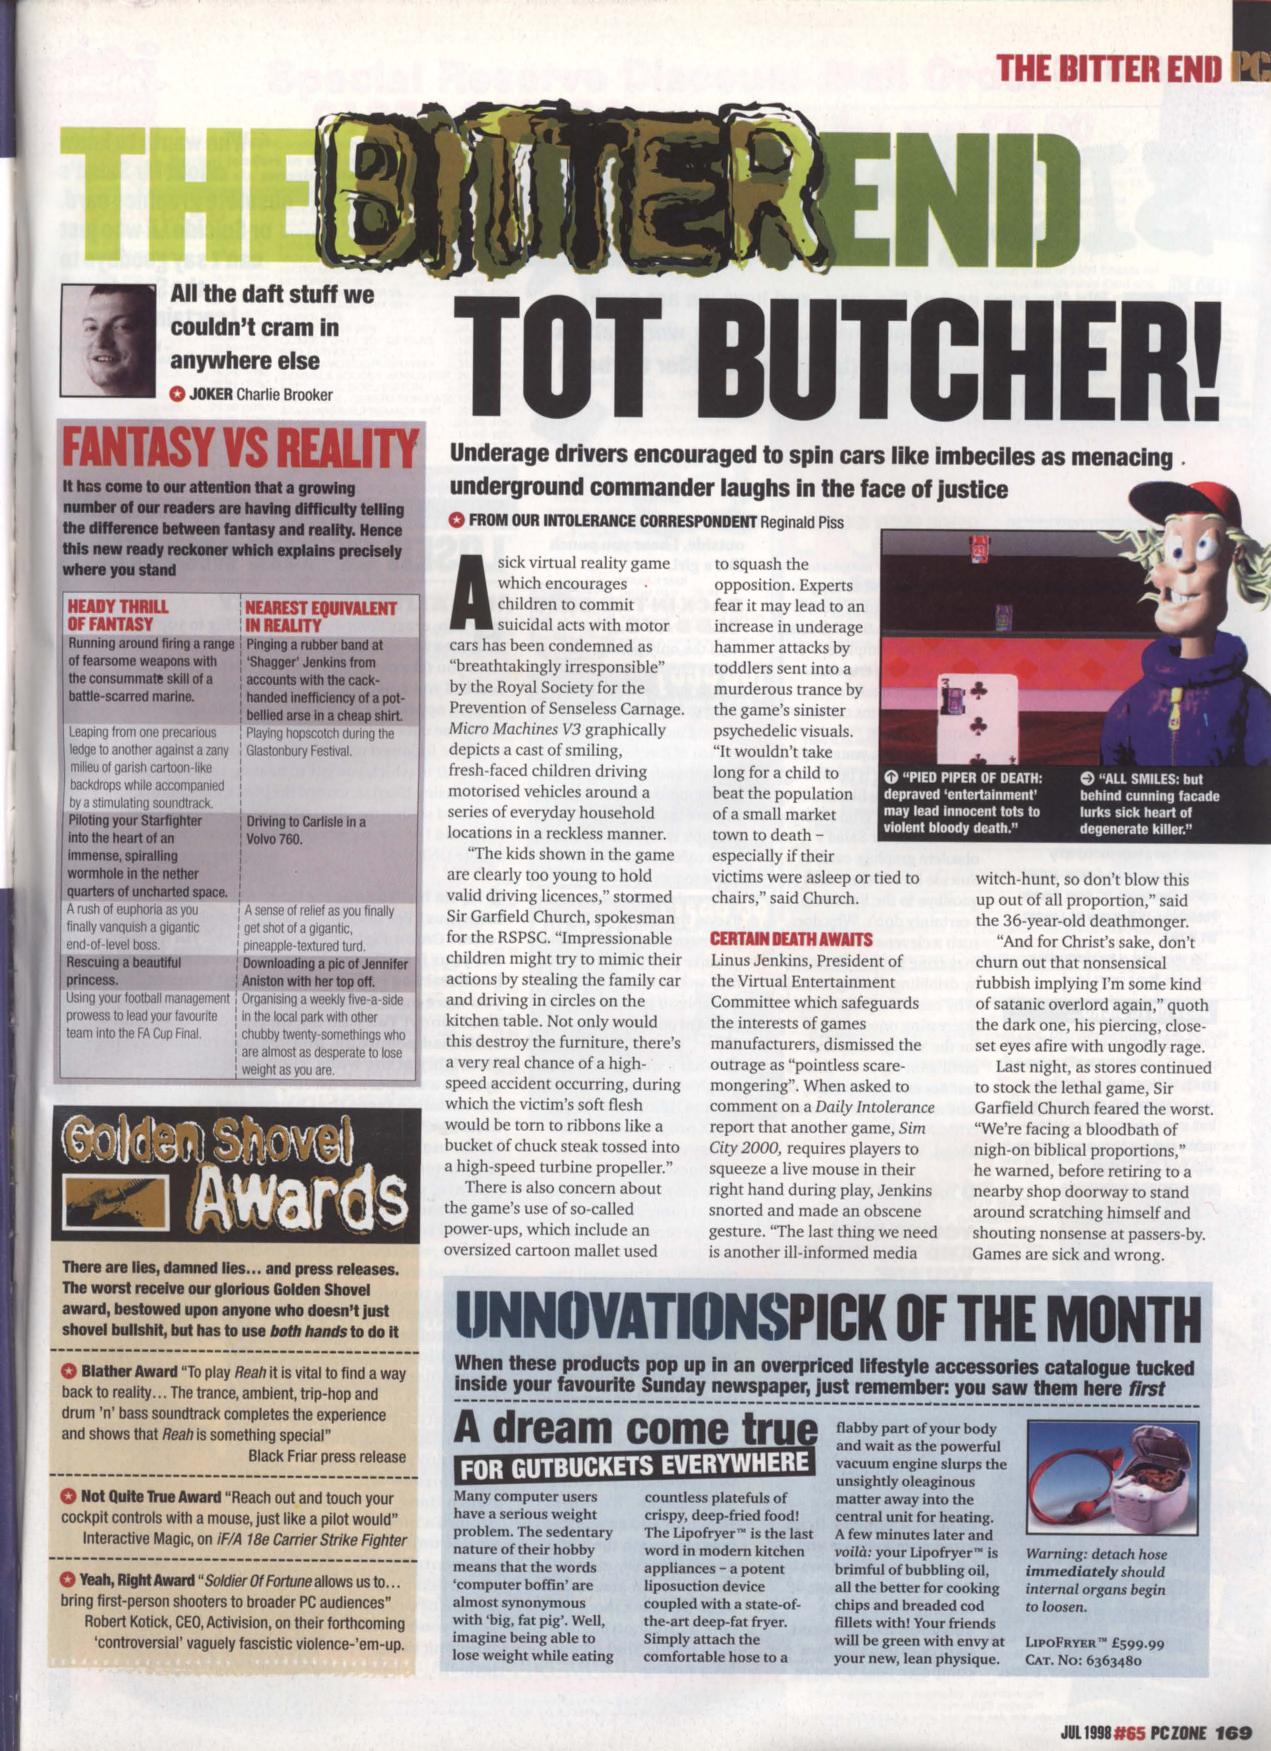 THE BITTER END PC
THE BITTER END
All the daft stuff we
couldn't cram in
anywhere else
JOKER Charlie Brooker
FANTASY VS REALITY
It has come to our attention that a growing
number of our readers are having difficulty telling
the difference between fantasy and reality. Hence
this new ready reckoner which explains precisely
where you stand
HEADY THRILL
OF FANTASY
NEAREST EQUIVALENT
IN REALITY
Running around firing a range
of fearsome weapons with
the consummate skill of a
battle-scarred marine.
Pinging a rubber band at
'Shagger' Jenkins from
accounts with the cack-
handed inefficiency of a pot-
bellied arse in a cheap shirt.
Leaping from one precarious
ledge to another against a zany
milieu of garish cartoon-like
backdrops while accompanied
by a stimulating soundtrack.
Playing hopscotch during the
Glastonbury Festival.
Piloting your Starfighter
into the heart of an
immense, spiralling
wormhole in the nether
quarters of uncharted space.
Driving to Carlisle in a
Volvo 760.
A rush of euphoria as you
finally vanquish a gigantic
end-of-level boss.
A sense of relief as you finally
get shot of a gigantic,
pineapple-textured turd.
Rescuing a beautiful
princess.
Downloading a pic of Jennifer
Aniston with her top off.
Using your football management
prowess to lead your favourite
team into the FA Cup Final.
Organising a weekly five-a-side
in the local park with other
chubby twenty-somethings who
are almost as desperate to lose
weight as you are.
Golden Shovel
Awards
There are lies, damned lies... and press releases.
The worst receive our glorious Golden Shovel
award, bestowed upon anyone who doesn't just
shovel bullshit, but has to use both hands to do it
Blather Award "To play Reah it is vital to find a way
back to reality... The trance, ambient, trip-hop and
drum 'n' bass soundtrack completes the experience
and shows that Reah is something special"
Black Friar press release
Not Quite True Award "Reach out and touch your
cockpit controls with a mouse, just like a pilot would"
Interactive Magic, on iF/A 18e Carrier Strike Fighter
Yeah, Right Award "Soldier Of Fortune allows us to...
bring first-person shooters to broader PC audiences"
Robert Kotick, CEO, Activision, on their forthcoming
'controversial' vaguely fascistic violence-'em-up.
TOT BUTCHER!
Underage drivers encouraged to spin cars like imbeciles as menacing
underground commander laughs in the face of justice
FROM OUR INTOLERANCE CORRESPONDENT Reginald Piss
A sick virtual reality game
which encourages
children to commit
suicidal acts with motor
cars has been condemned as
"breathtakingly irresponsible"
by the Royal Society for the
Prevention of Senseless Carnage.
Micro Machines V3 graphically
depicts a cast of smiling,
fresh-faced children driving
motorised vehicles around a
series of everyday household
locations in a reckless manner.
"The kids shown in the game
are clearly too young to hold
valid driving licences," stormed
Sir Garfield Church, spokesman
for the RSPSC. "Impressionable
children might try to mimic their
actions by stealing the family car
and driving in circles on the
kitchen table. Not only would
this destroy the furniture, there's
a very real chance of a high-
speed accident occurring, during
which the victim's soft flesh
would be torn to ribbons like a
bucket of chuck steak tossed into
a high-speed turbine propeller."
There is also concern about
the game's use of so-called
power-ups, which include an
oversized cartoon mallet used
to squash the
opposition. Experts
fear it may lead to an
increase in underage
hammer attacks by
toddlers sent into a
murderous trance by
the game's sinister
psychedelic visuals.
"It wouldn't take
long for a child to
beat the population
of a small market
town to death –
especially if their
victims were asleep or tied to
chairs," said Church.
CERTAIN DEATH AWAITS
Linus Jenkins, President of
the Virtual Entertainment
Committee which safeguards
the interests of games
manufacturers, dismissed the
outrage as "pointless scare-
mongering". When asked to
comment on a Daily Intolerance
report that another game, Sim
City 2000, requires players to
squeeze a live mouse in their
right hand during play, Jenkins
snorted and made an obscene
gesture. "The last thing we need
is another ill-informed media
3
"PIED PIPER OF DEATH:
depraved 'entertainment'
may lead innocent tots to
violent bloody death."
"ALL SMILES: but
behind cunning facade
lurks sick heart of
degenerate killer."
witch-hunt, so don't blow this
up out of all proportion," said
the 36-year-old deathmonger.
"And for Christ's sake, don't
churn out that nonsensical
rubbish implying I'm some kind
of satanic overlord again," quoth
the dark one, his piercing, close-
set eyes afire with ungodly rage.
Last night, as stores continued
to stock the lethal game, Sir
Garfield Church feared the worst.
"We're facing a bloodbath of
nigh-on biblical proportions,"
he warned, before retiring to a
nearby shop doorway to stand
around scratching himself and
shouting nonsense at passers-by.
Games are sick and wrong.
UNNOVATIONS PICK OF THE MONTH
When these products pop up in an overpriced lifestyle accessories catalogue tucked
inside your favourite Sunday newspaper, just remember: you saw them here first
A dream come true
FOR GUTBUCKETS EVERYWHERE
Many computer users
have a serious weight
problem. The sedentary
nature of their hobby
means that the words
'computer boffin' are
almost synonymous
with 'big, fat pig'. Well,
imagine being able to
lose weight while eating
countless platefuls of
crispy, deep-fried food!
The Lipofryer™ is the last
word in modern kitchen
appliances – a potent
liposuction device
coupled with a state-of-
the-art deep-fat fryer.
Simply attach the
comfortable hose to a
flabby part of your body
and wait as the powerful
vacuum engine slurps the
unsightly oleaginous
matter away into the
central unit for heating.
A few minutes later and
voilà: your Lipofryer™ is
brimful of bubbling oil,
all the better for cooking
chips and breaded cod
fillets with! Your friends
will be green with envy at
your new, lean physique.
Warning: detach hose
immediately should
internal organs begin
to loosen.
LIPOFRYER™ £599.99
CAT. NO: 6363480
JUL 1998 #65 PC ZONE 169